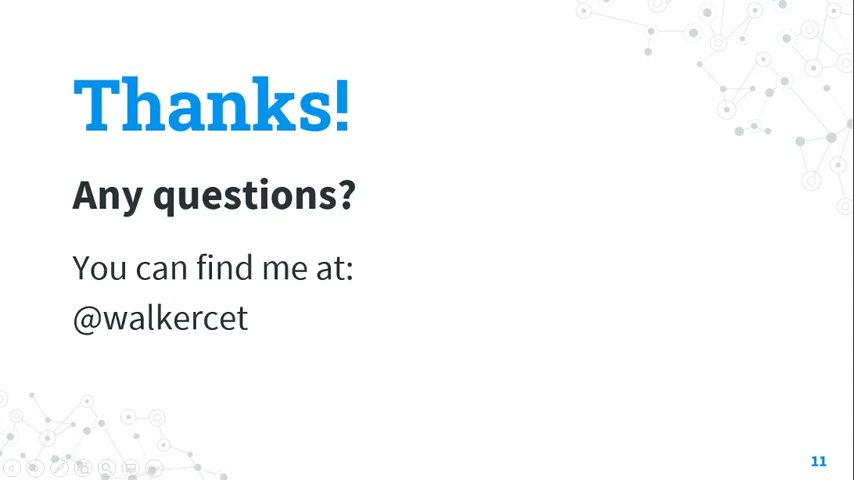 Thanks!
Any questions?
You can find me at:
@walkercet
11